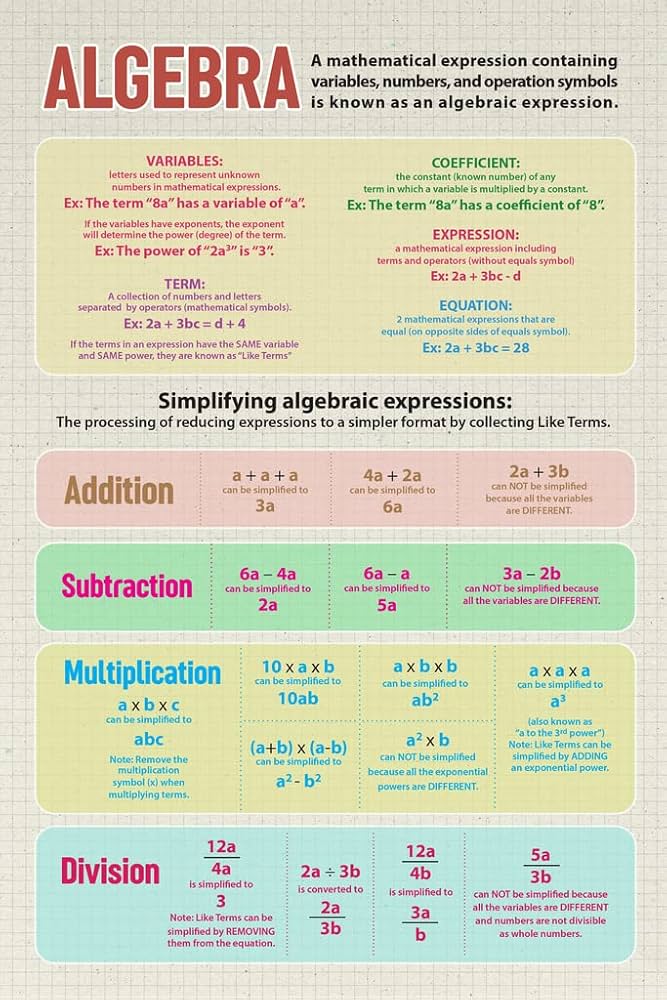 ALGEBRA
A mathematical expression containing
variables, numbers, and operation symbols
is known as an algebraic expression.
VARIABLES:
letters used to represent unknown
numbers in mathematical expressions.
Ex: The term "8a" has a variable of "a".
If the variables have exponents, the exponent
will determine the power (degree) of the term.
Ex: The power of "2a³" is "3".
TERM:
A collection of numbers and letters
separated by operators (mathematical symbols).
Ex: 2a + 3bc = d + 4
If the terms in an expression have the SAME variable
and SAME power, they are known as "Like Terms"
COEFFICIENT:
the constant (known number) of any
term in which a variable is multiplied by a constant.
Ex: The term "8a" has a coefficient of "8".
EXPRESSION:
a mathematical expression including
terms and operators (without equals symbol)
Ex: 2a + 3bc - d
EQUATION:
2 mathematical expressions that are
equal (on opposite sides of equals symbol).
Ex: 2a + 3bc = 28
Simplifying algebraic expressions:
The processing of reducing expressions to a simpler format by collecting Like Terms.
Addition
a + a + a
can be simplified to
3a
4a + 2a
can be simplified to
6a
2a + 3b
can NOT be simplified
because all the variables
are DIFFERENT.
Subtraction
6a – 4a
can be simplified to
2a
6a – a
can be simplified to
5a
3a – 2b
can NOT be simplified because
all the variables are DIFFERENT.
Multiplication
a x b x c
can be simplified to
abc
Note: Remove the
multiplication
symbol (x) when
multiplying terms.
10 x a x b
can be simplified to
10ab
(a+b) x (a-b)
can be simplified to
a² - b²
a x b x b
can be simplified to
ab²
a² x b
can NOT be simplified
because all the exponential
powers are DIFFERENT.
a x a x a
can be simplified to
a³
(also known as
"a to the 3rd power")
Note: Like Terms can be
simplified by ADDING
an exponential power.
Division
12a
4a
is simplified to
3
Note: Like Terms can be
simplified by REMOVING
them from the equation.
2a ÷ 3b
is converted to
2a
3b
12a
4b
is simplified to
3a
b
5a
3b
can NOT be simplified because
all the variables are DIFFERENT
and numbers are not divisible
as whole numbers.